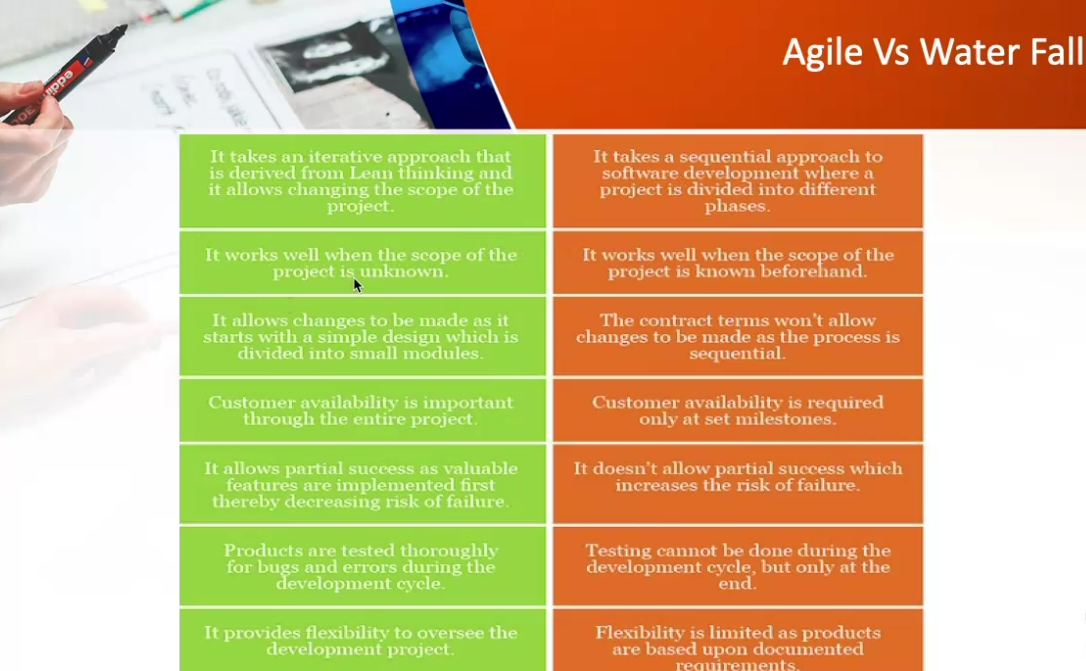 Agile Vs Water Fall
It takes an iterative approach that
is derived from Lean thinking and
it allows changing the scope of the
project.
It takes a sequential approach to
software development where a
project is divided into different
phases.
It works well when the scope of the
project is unknown.
It works well when the scope of the
project is known beforehand.
It allows changes to be made as it
starts with a simple design which is
divided into small modules.
The contract terms won't allow
changes to be made as the process is
sequential.
Customer availability is important
through the entire project.
Customer availability is required
only at set milestones.
It allows partial success as valuable
features are implemented first
thereby decreasing risk of failure.
It doesn't allow partial success which
increases the risk of failure.
Products are tested thoroughly
for bugs and errors during the
development cycle.
Testing cannot be done during the
development cycle, but only at the
end.
It provides flexibility to oversee the
development project.
Flexibility is limited as products
are based upon documented
requirements.